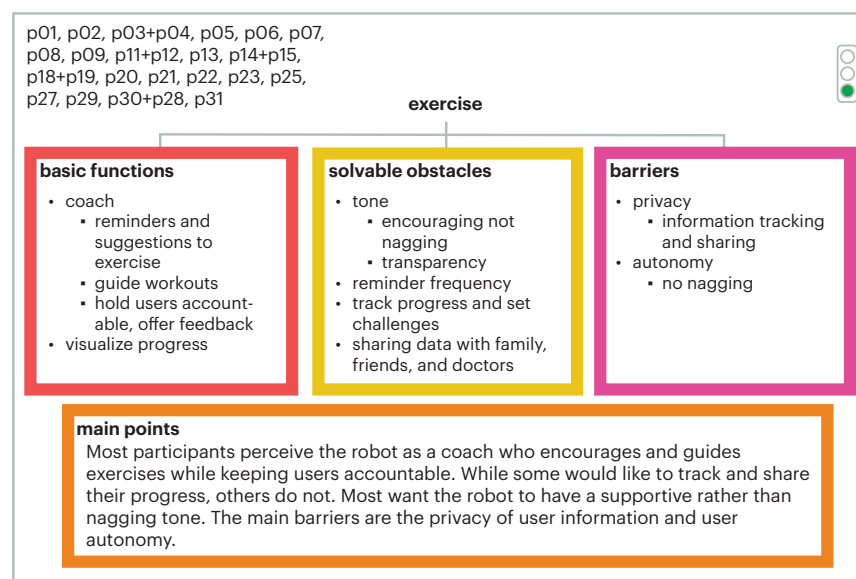 p01, p02, p03+p04, p05, p06, p07,
p08, p09, p11+p12, p13, p14+p15,
p18+p19, p20, p21, p22, p23, p25,
p27, p29, p30+p28, p31
exercise
basic functions
• coach
▪ reminders and
suggestions to
exercise
▪ guide workouts
▪ hold users account-
able, offer feedback
• visualize progress
solvable obstacles
• tone
▪ encouraging not
nagging
▪ transparency
• reminder frequency
• track progress and set
challenges
• sharing data with family,
friends, and doctors
barriers
• privacy
▪ information tracking
and sharing
• autonomy
▪ no nagging
main points
Most participants perceive the robot as a coach who encourages and guides
exercises while keeping users accountable. While some would like to track and share
their progress, others do not. Most want the robot to have a supportive rather than
nagging tone. The main barriers are the privacy of user information and user
autonomy.